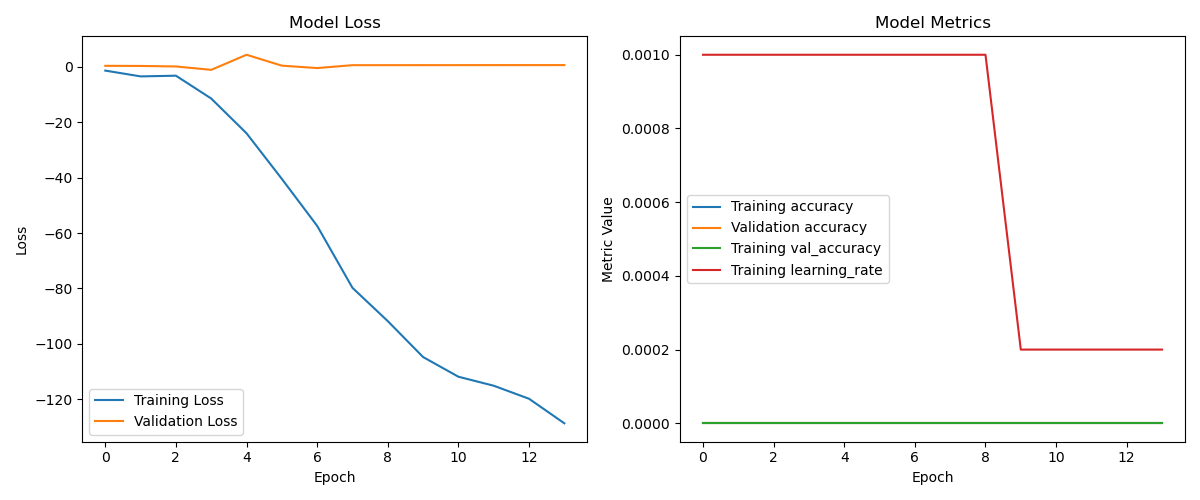 Model Loss
0
−20
−40
−60
−80
−100
−120
Loss
Training Loss
Validation Loss
0 2 4 6 8 10 12
Epoch
Model Metrics
0.0010
0.0008
0.0006
0.0004
0.0002
0.0000
Metric Value
Training accuracy
Validation accuracy
Training val_accuracy
Training learning_rate
0 2 4 6 8 10 12
Epoch